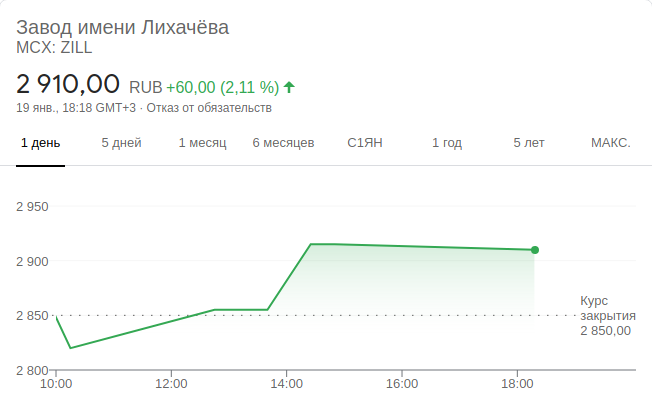 Завод имени Лихачёва
MCX: ZILL
2 910,00 RUB +60,00 (2,11 %)
19 янв., 18:18 GMT+3 · Отказ от обязательств
1 день 5 дней 1 месяц 6 месяцев С1ЯН 1 год 5 лет МАКС.
2 950
2 900
2 850
2 800
Курс
закрытия
2 850,00
10:00 12:00 14:00 16:00 18:00